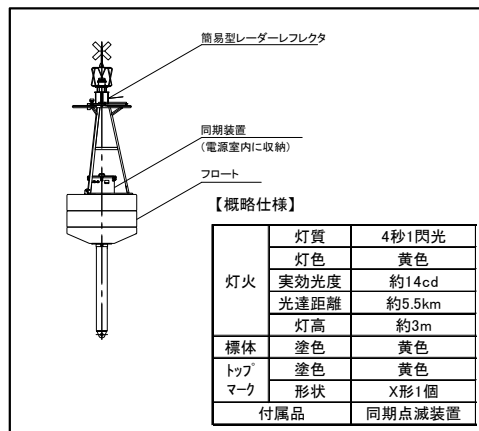 簡易型レーダーレフレクタ
同期装置
(電源室内に収納)
フロート
【概略仕様】
灯火 灯質 4秒1閃光
灯色 黄色
実効光度 約14cd
光達距離 約5.5km
灯高 約3m
標体 塗色 黄色
トップマーク 塗色 黄色
形状 X形1個
付属品 同期点滅装置